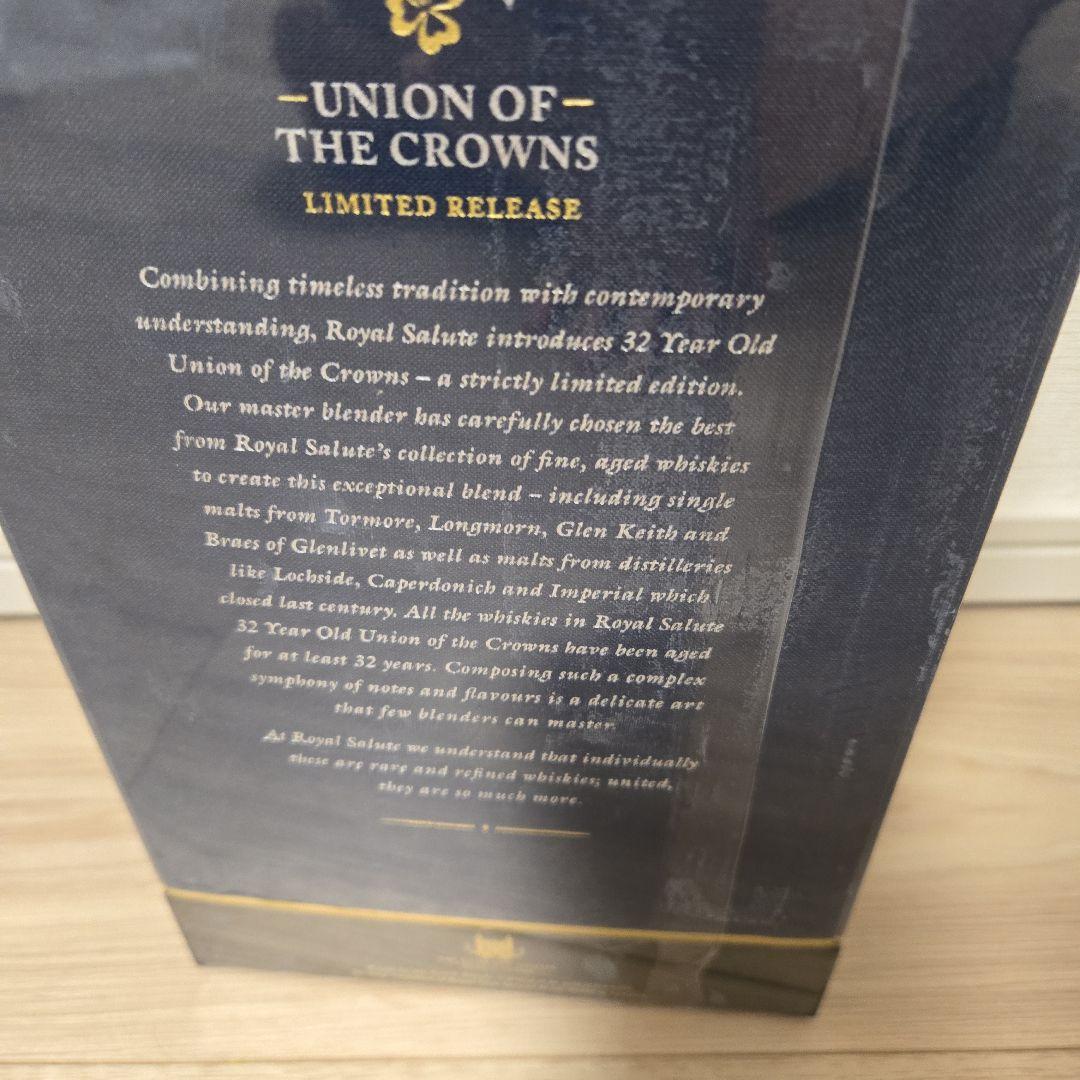 UNION OF
THE CROWNS
LIMITED RELEASE
Combining timeless tradition with contemporary
understanding, Royal Salute introduces 32 Year Old
Union of the Crowns – a strictly limited edition.
Our master blender has carefully chosen the best
from Royal Salute's collection of fine, aged whiskies
to create this exceptional blend – including single
malts from Tormore, Longmorn, Glen Keith and
Braes of Glenlivet as well as malts from distilleries
like Lochside, Caperdonich and Imperial which
closed last century. All the whiskies in Royal Salute
32 Year Old Union of the Crowns have been aged
for at least 32 years. Composing such a complex
symphony of notes and flavours is a delicate art
that few blenders can master.
At Royal Salute we understand that individually
these are rare and refined whiskies; united,
they are so much more.